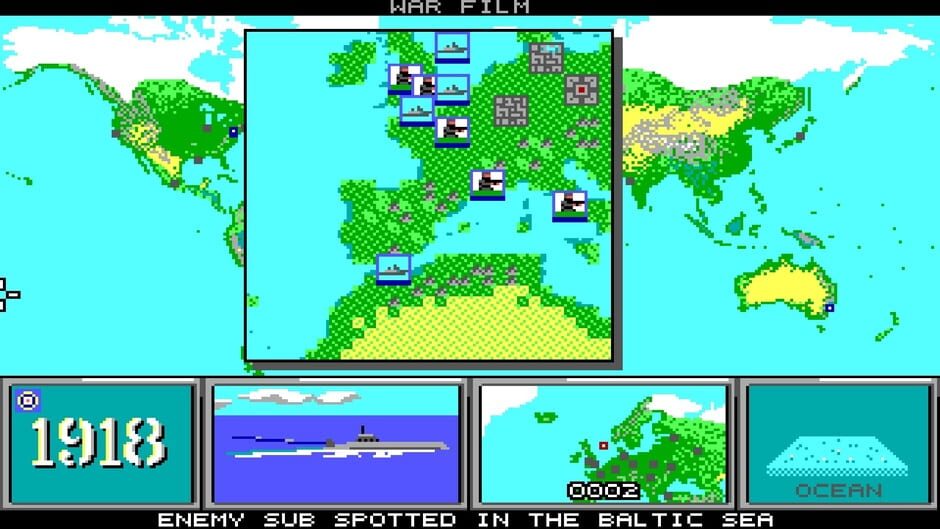 WAR FILM
1918
0002
OCEAN
ENEMY SUB SPOTTED IN THE BALTIC SEA